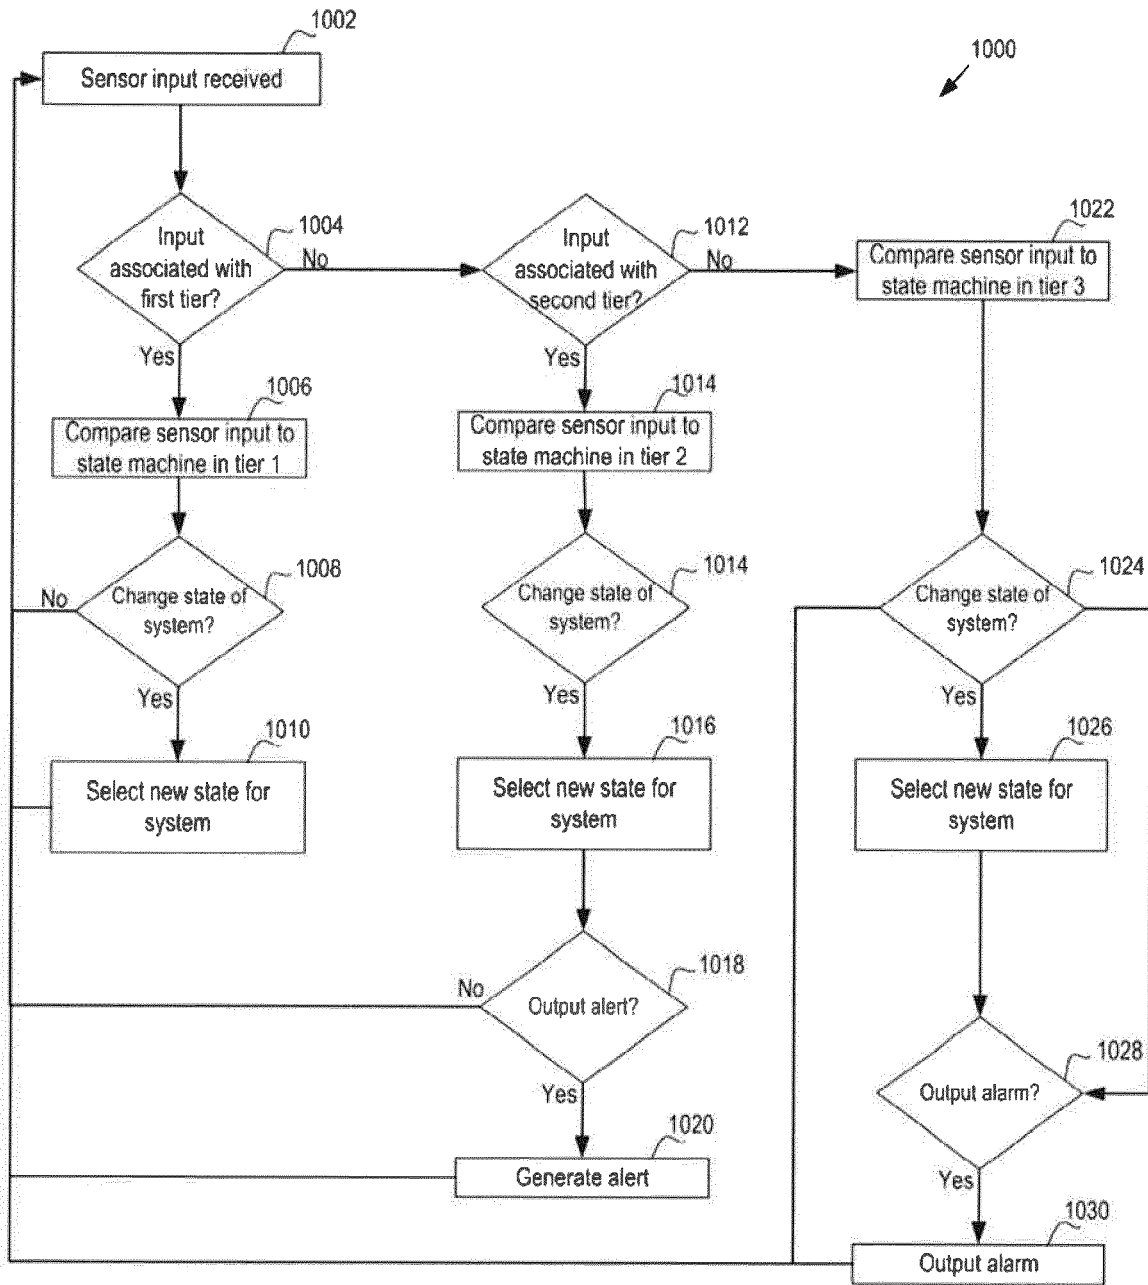 1002
Sensor input received
1000
1004
Input
associated with
first tier?
No
1012
Input
associated with
second tier?
No
1022
Compare sensor input to
state machine in tier 3
Yes
Yes
1006
Compare sensor input to
state machine in tier 1
1014
Compare sensor input to
state machine in tier 2
1008
Change state of
system?
No
1014
Change state of
system?
1024
Change state of
system?
Yes
Yes
Yes
1010
Select new state for
system
1016
Select new state for
system
1026
Select new state for
system
1018
Output alert?
No
1028
Output alarm?
Yes
1020
Generate alert
Yes
1030
Output alarm